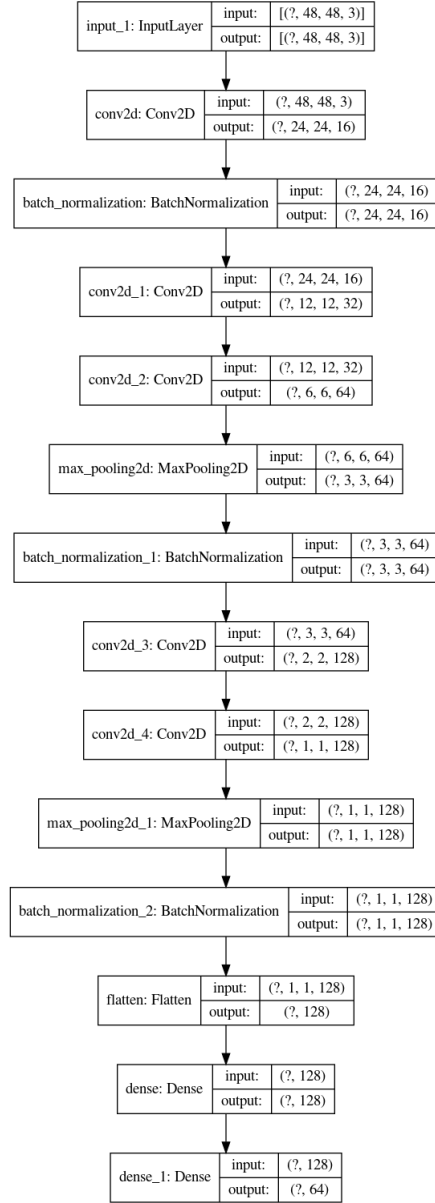 input_1: InputLayer
input: [(?, 48, 48, 3)]
output: [(?, 48, 48, 3)]
conv2d: Conv2D
input: (?, 48, 48, 3)
output: (?, 24, 24, 16)
batch_normalization: BatchNormalization
input: (?, 24, 24, 16)
output: (?, 24, 24, 16)
conv2d_1: Conv2D
input: (?, 24, 24, 16)
output: (?, 12, 12, 32)
conv2d_2: Conv2D
input: (?, 12, 12, 32)
output: (?, 6, 6, 64)
max_pooling2d: MaxPooling2D
input: (?, 6, 6, 64)
output: (?, 3, 3, 64)
batch_normalization_1: BatchNormalization
input: (?, 3, 3, 64)
output: (?, 3, 3, 64)
conv2d_3: Conv2D
input: (?, 3, 3, 64)
output: (?, 2, 2, 128)
conv2d_4: Conv2D
input: (?, 2, 2, 128)
output: (?, 1, 1, 128)
max_pooling2d_1: MaxPooling2D
input: (?, 1, 1, 128)
output: (?, 1, 1, 128)
batch_normalization_2: BatchNormalization
input: (?, 1, 1, 128)
output: (?, 1, 1, 128)
flatten: Flatten
input: (?, 1, 1, 128)
output: (?, 128)
dense: Dense
input: (?, 128)
output: (?, 128)
dense_1: Dense
input: (?, 128)
output: (?, 64)